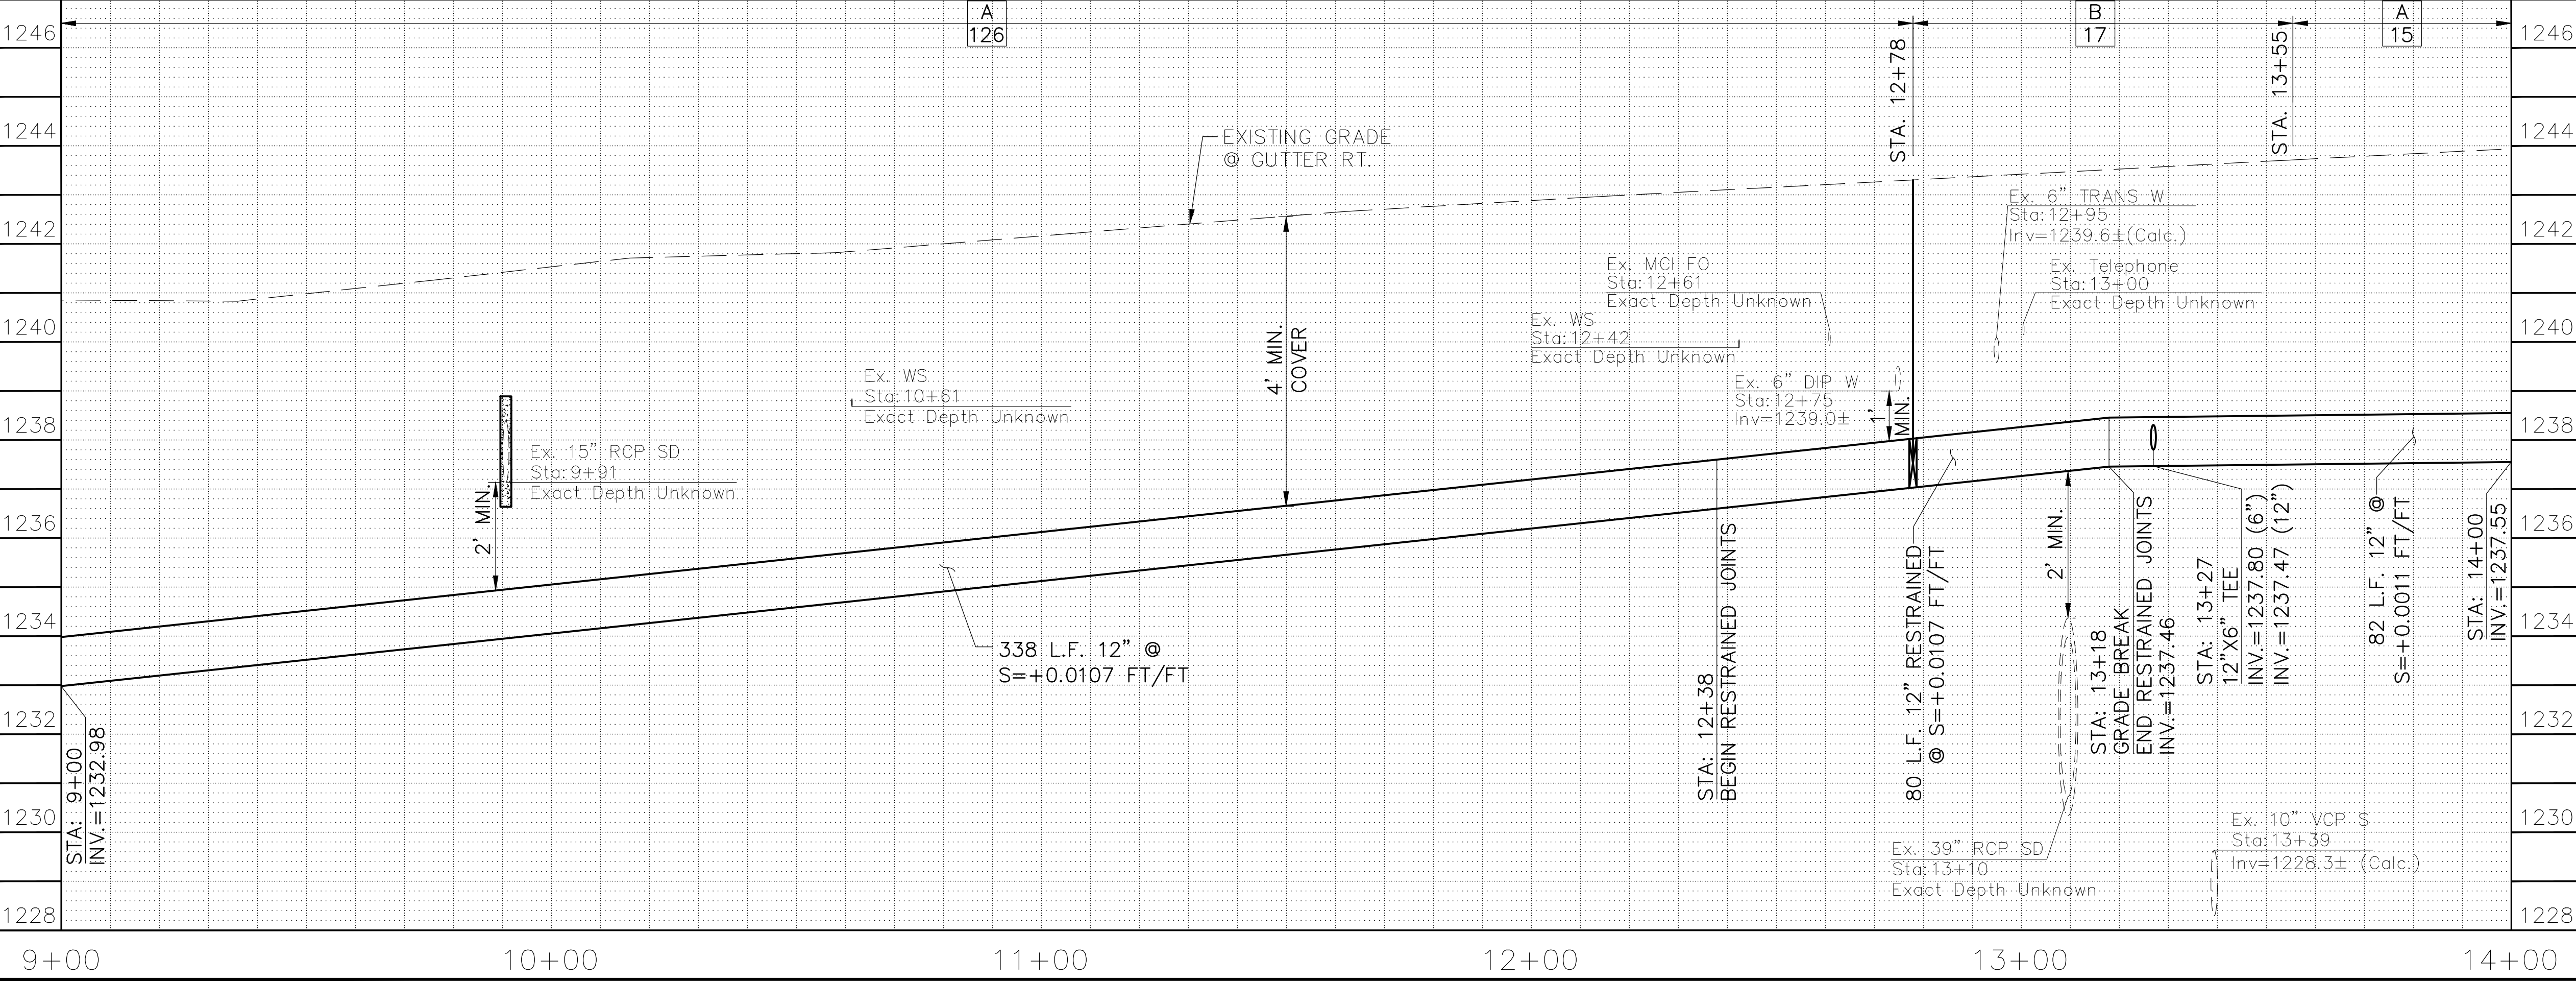 A
126
B
17
A
15
1246
1244
1242
1240
1238
1236
1234
1232
1230
1228
1246
1244
1242
1240
1238
1236
1234
1232
1230
1228
STA. 12+78
STA. 13+55
EXISTING GRADE
@ GUTTER RT.
Ex. 6" TRANS W
Sta:12+95
Inv=1239.6±(Calc.)
Ex. MCI FO
Sta:12+61
Exact Depth Unknown
Ex. Telephone
Sta:13+00
Exact Depth Unknown
Ex. WS
Sta:12+42
Exact Depth Unknown
4' MIN.
COVER
Ex. WS
Sta:10+61
Exact Depth Unknown
Ex. 6" DIP W
Sta:12+75
Inv=1239.0±
1'
MIN.
Ex. 15" RCP SD
Sta:9+91
Exact Depth Unknown
2' MIN.
2' MIN.
338 L.F. 12" @
S=+0.0107 FT/FT
STA: 9+00
INV.=1232.98
STA: 12+38
BEGIN RESTRAINED JOINTS
80 L.F. 12" RESTRAINED
@ S=+0.0107 FT/FT
STA: 13+18
GRADE BREAK
END RESTRAINED JOINTS
INV.=1237.46
STA: 13+27
12"X6" TEE
INV.=1237.80 (6")
INV.=1237.47 (12")
82 L.F. 12" @
S=+0.0011 FT/FT
STA: 14+00
INV.=1237.55
Ex. 39" RCP SD
Sta:13+10
Exact Depth Unknown
Ex. 10" VCP S
Sta:13+39
Inv=1228.3± (Calc.)
9+00
10+00
11+00
12+00
13+00
14+00